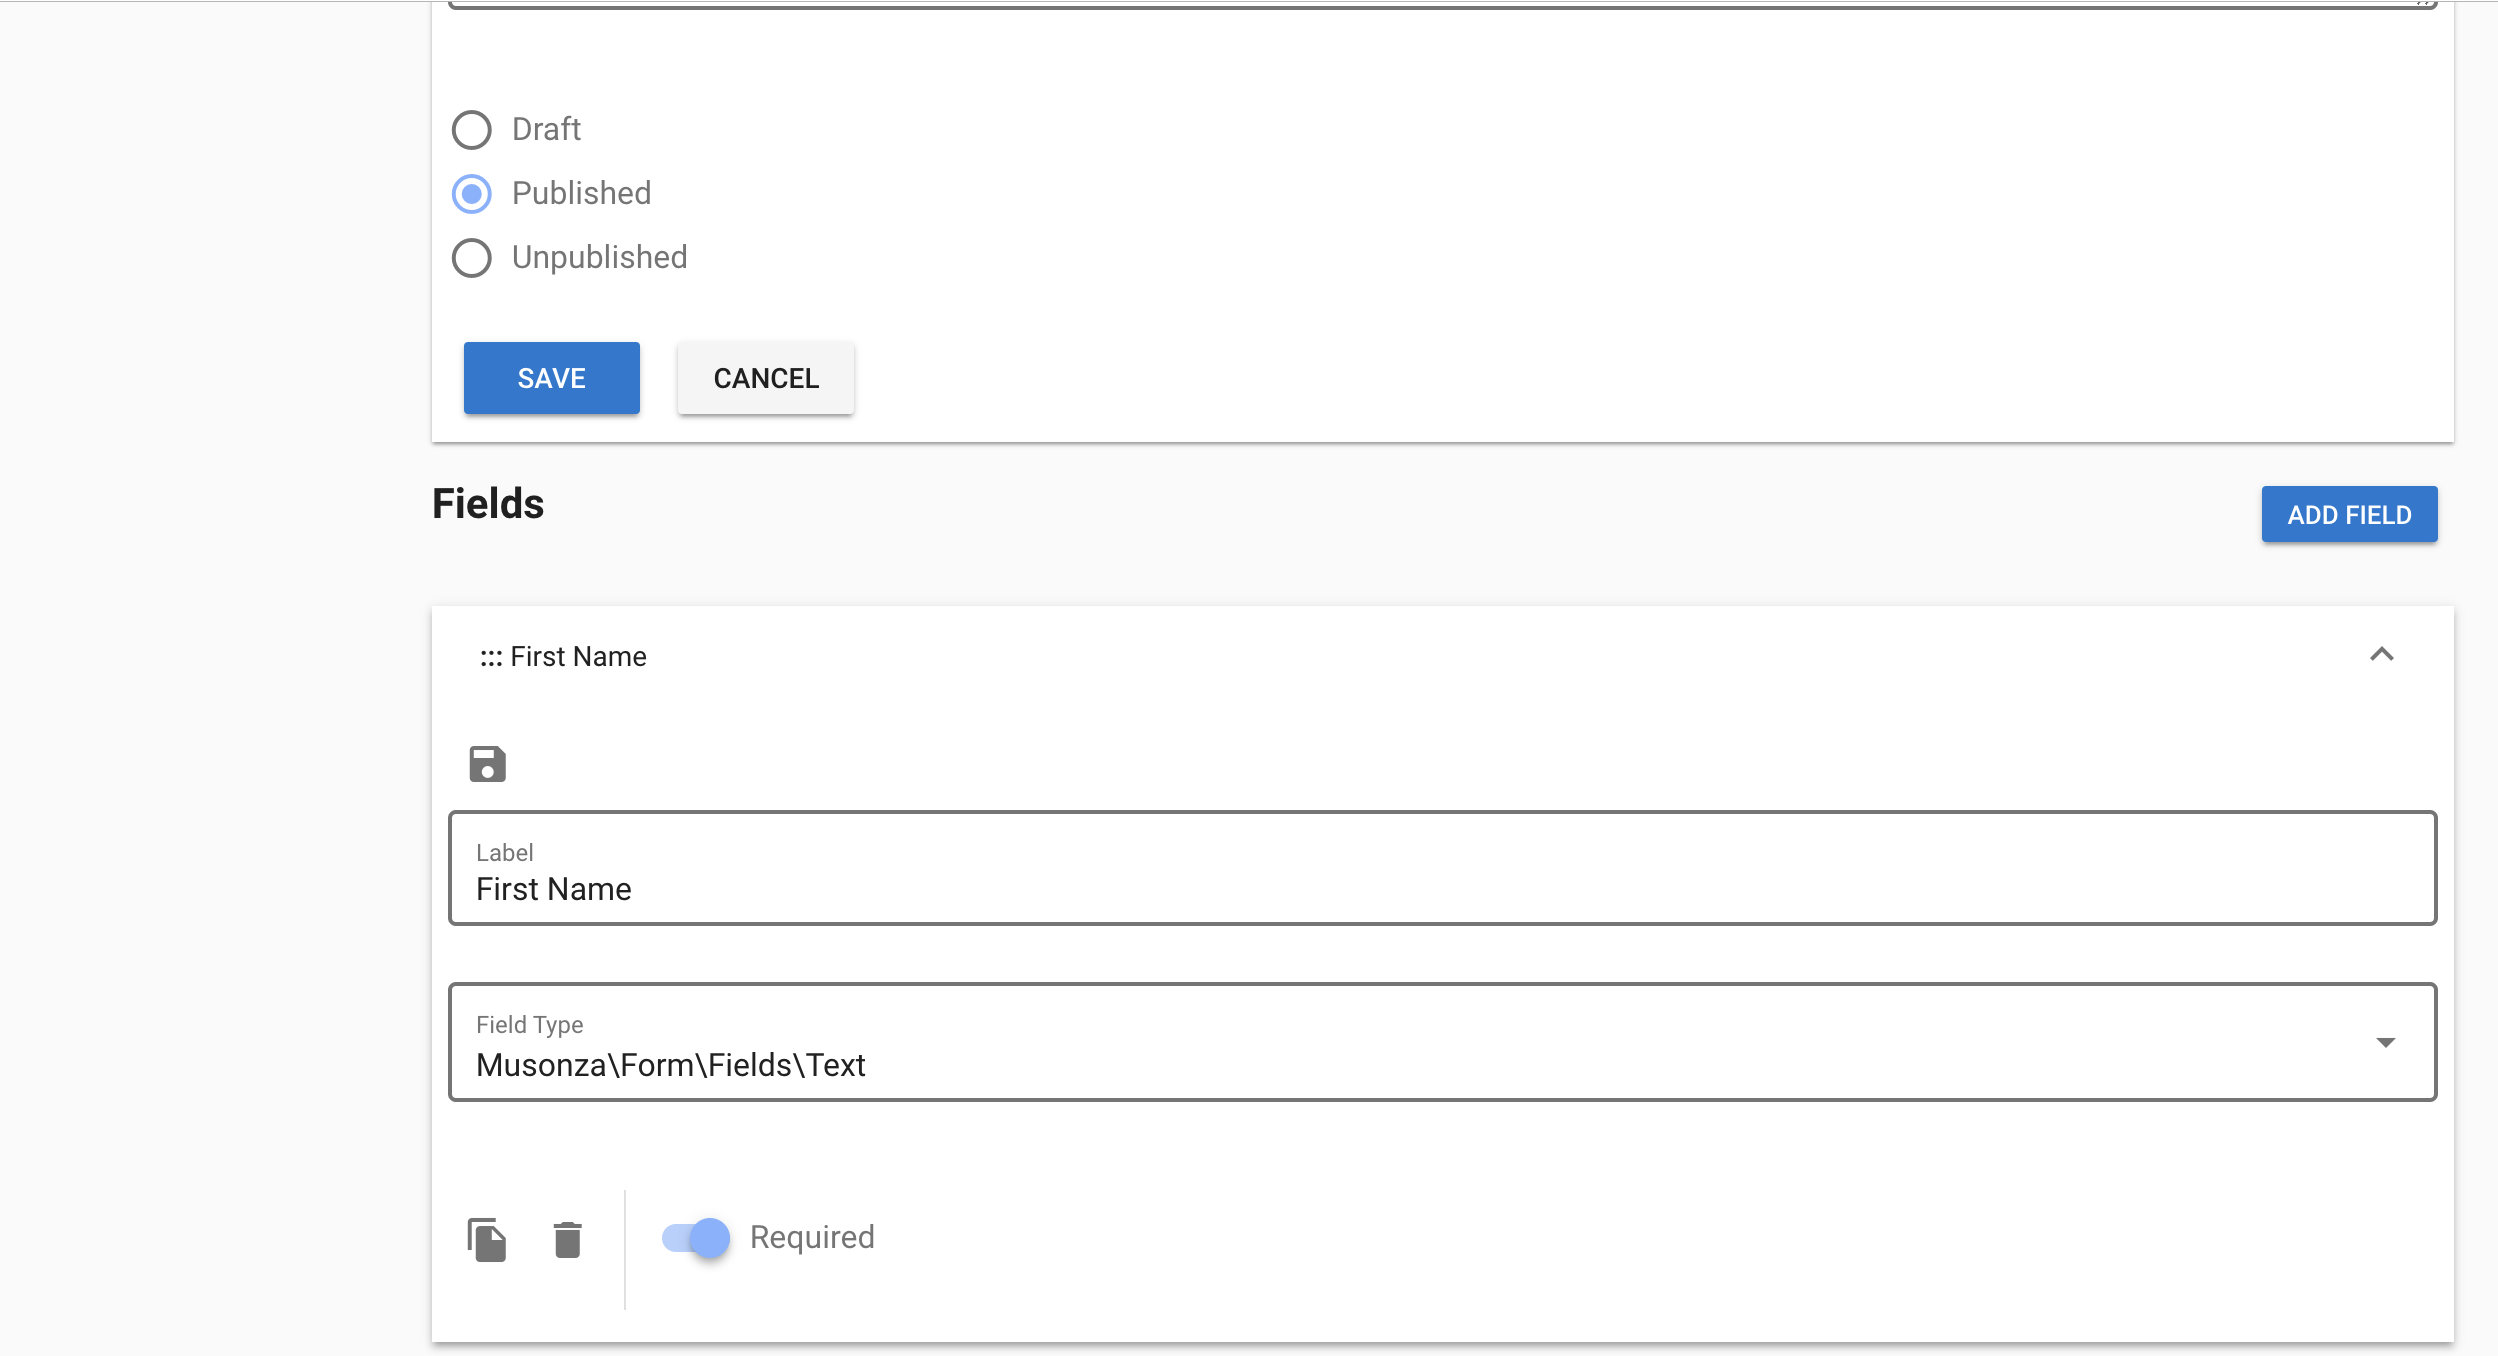 Draft
Published
Unpublished
SAVE CANCEL
Fields
ADD FIELD
::: First Name
Label
First Name
Field Type
Musonza\Form\Fields\Text
Required